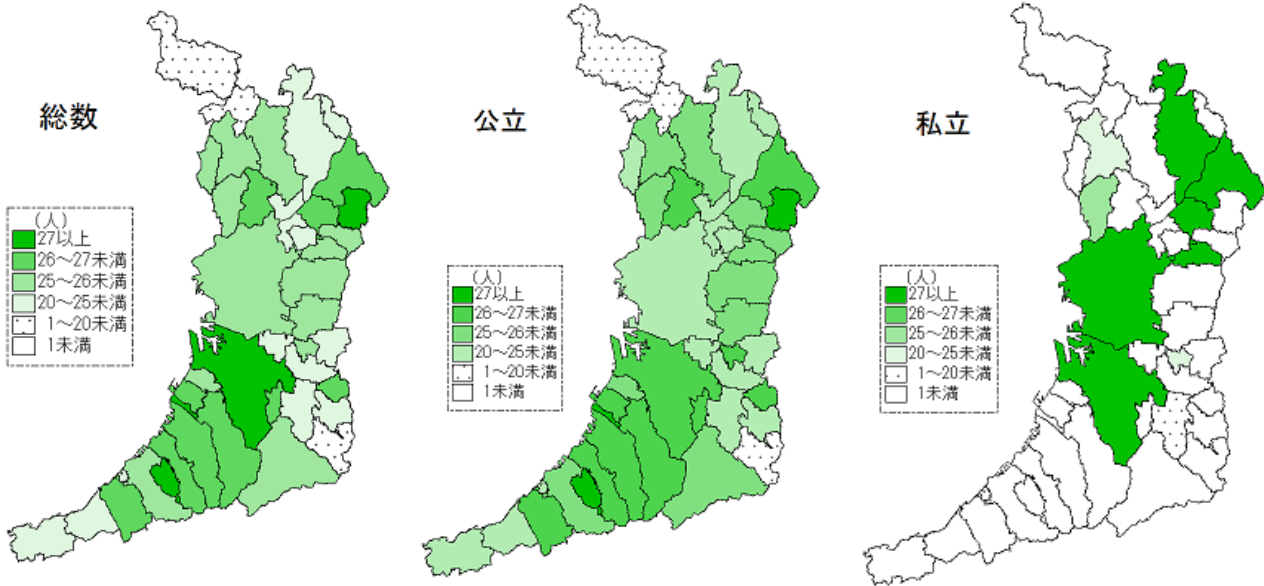 総数
(人)
27以上
26～27未満
25～26未満
20～25未満
1～20未満
1未満
公立
(人)
27以上
26～27未満
25～26未満
20～25未満
1～20未満
1未満
私立
(人)
27以上
26～27未満
25～26未満
20～25未満
1～20未満
1未満